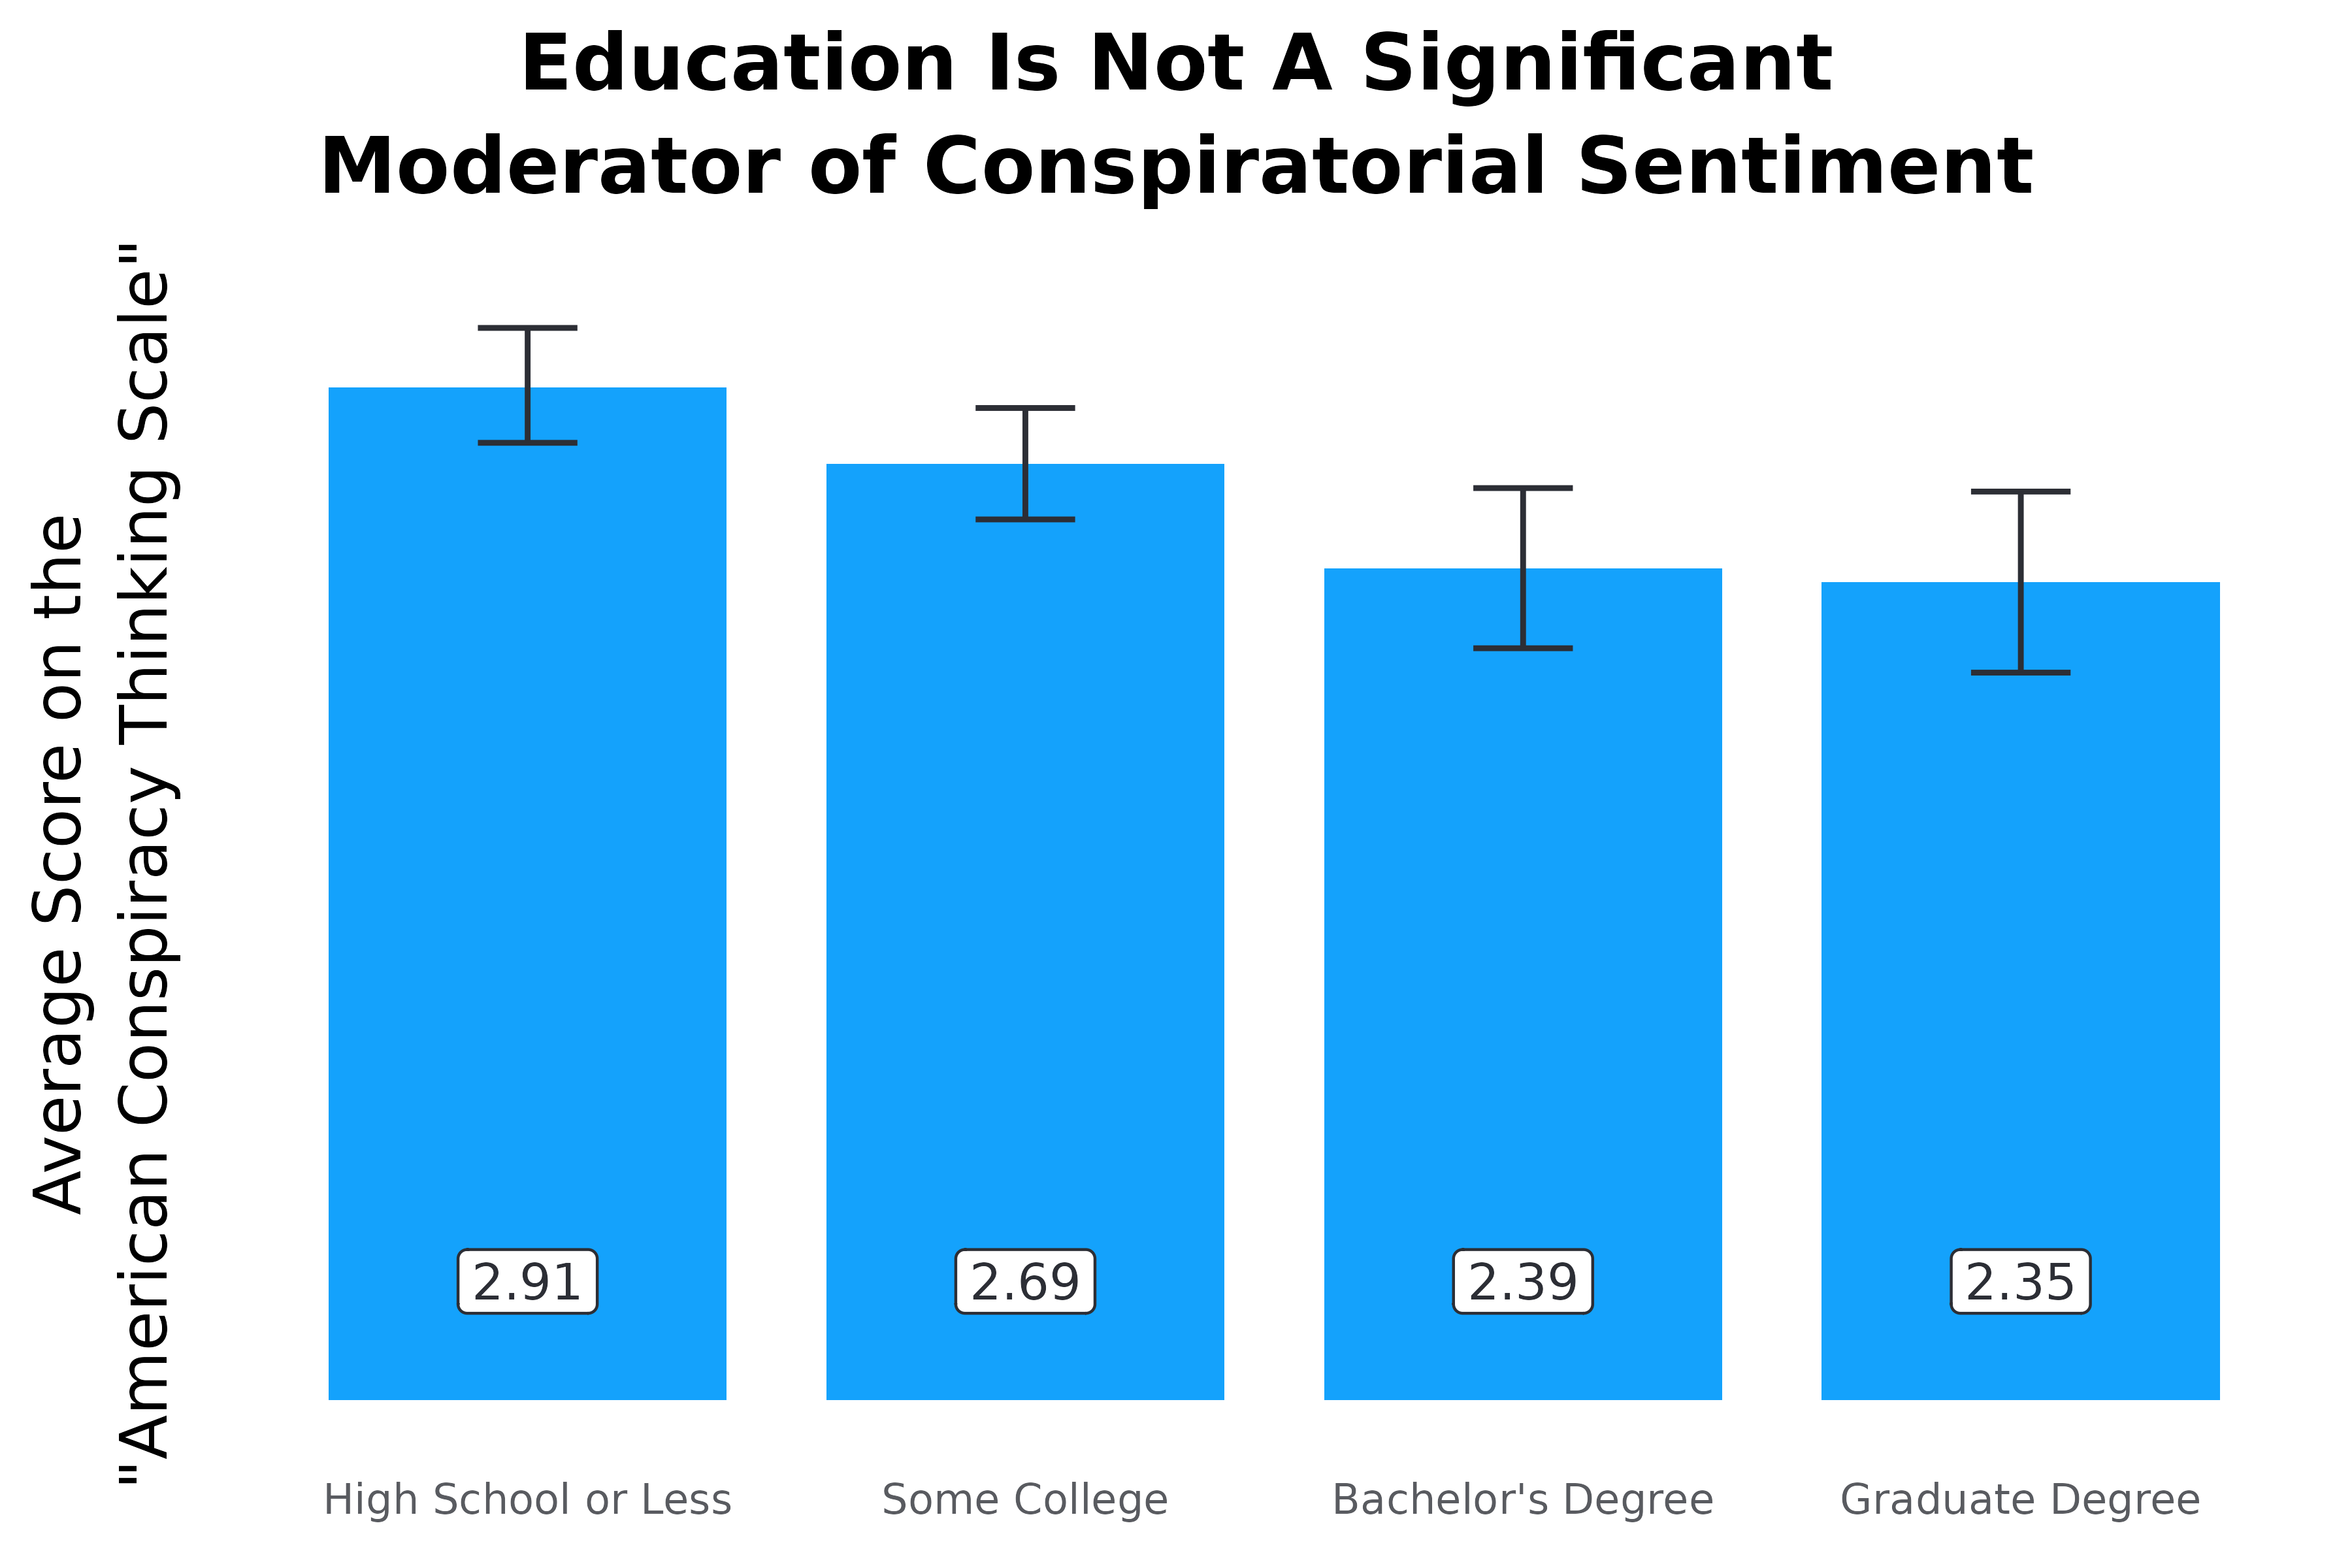 Education Is Not A Significant
Moderator of Conspiratorial Sentiment
Average Score on the
"American Conspiracy Thinking Scale"
2.91
2.69
2.39
2.35
High School or Less
Some College
Bachelor's Degree
Graduate Degree